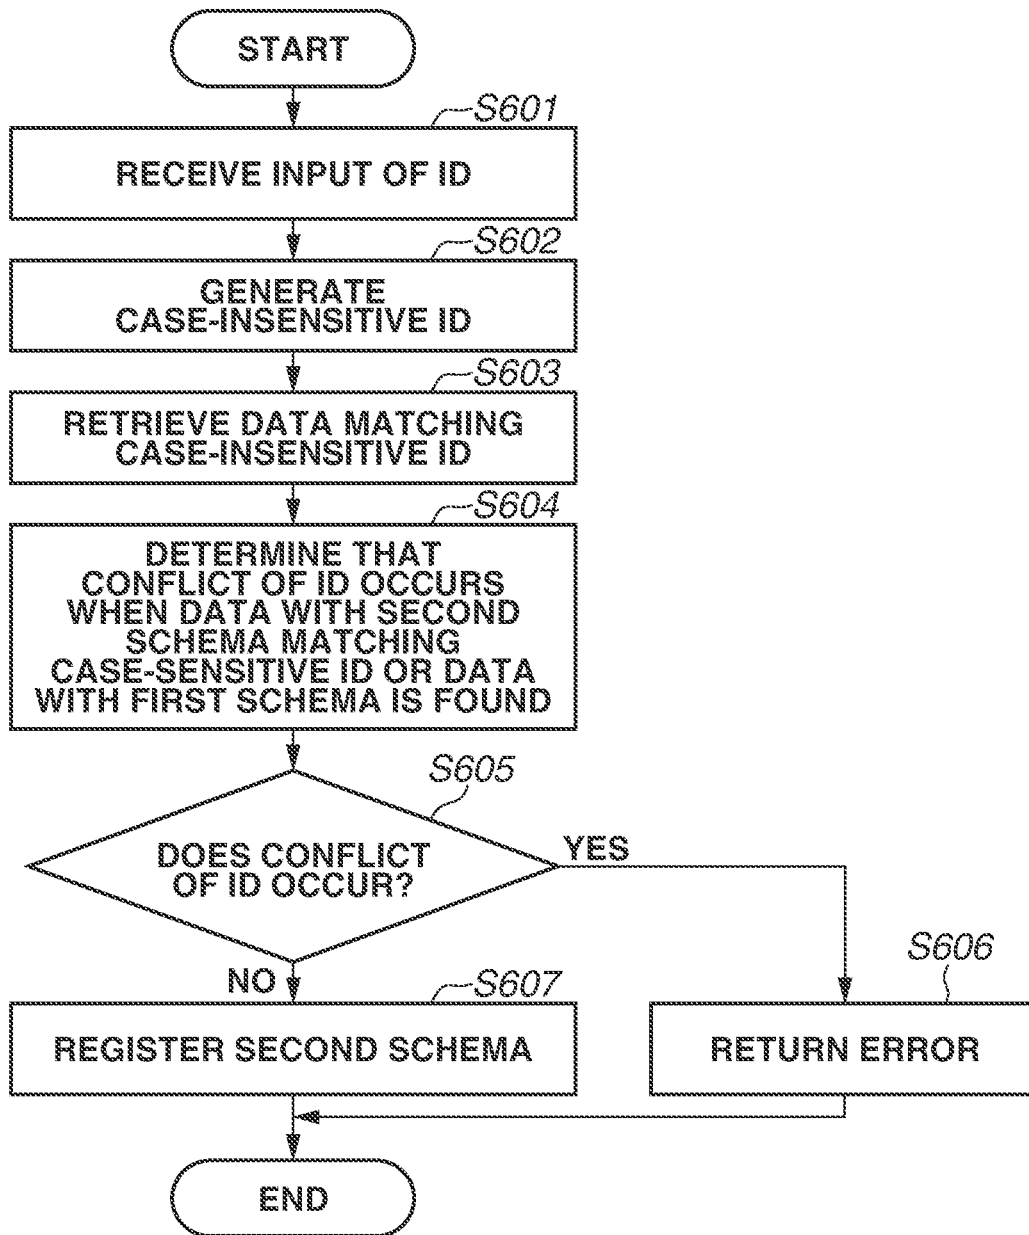 START
S601
RECEIVE INPUT OF ID
S602
GENERATE
CASE-INSENSITIVE ID
S603
RETRIEVE DATA MATCHING
CASE-INSENSITIVE ID
S604
DETERMINE THAT
CONFLICT OF ID OCCURS
WHEN DATA WITH SECOND
SCHEMA MATCHING
CASE-SENSITIVE ID OR DATA
WITH FIRST SCHEMA IS FOUND
S605
DOES CONFLICT
OF ID OCCUR?
YES
NO
S607
REGISTER SECOND SCHEMA
S606
RETURN ERROR
END